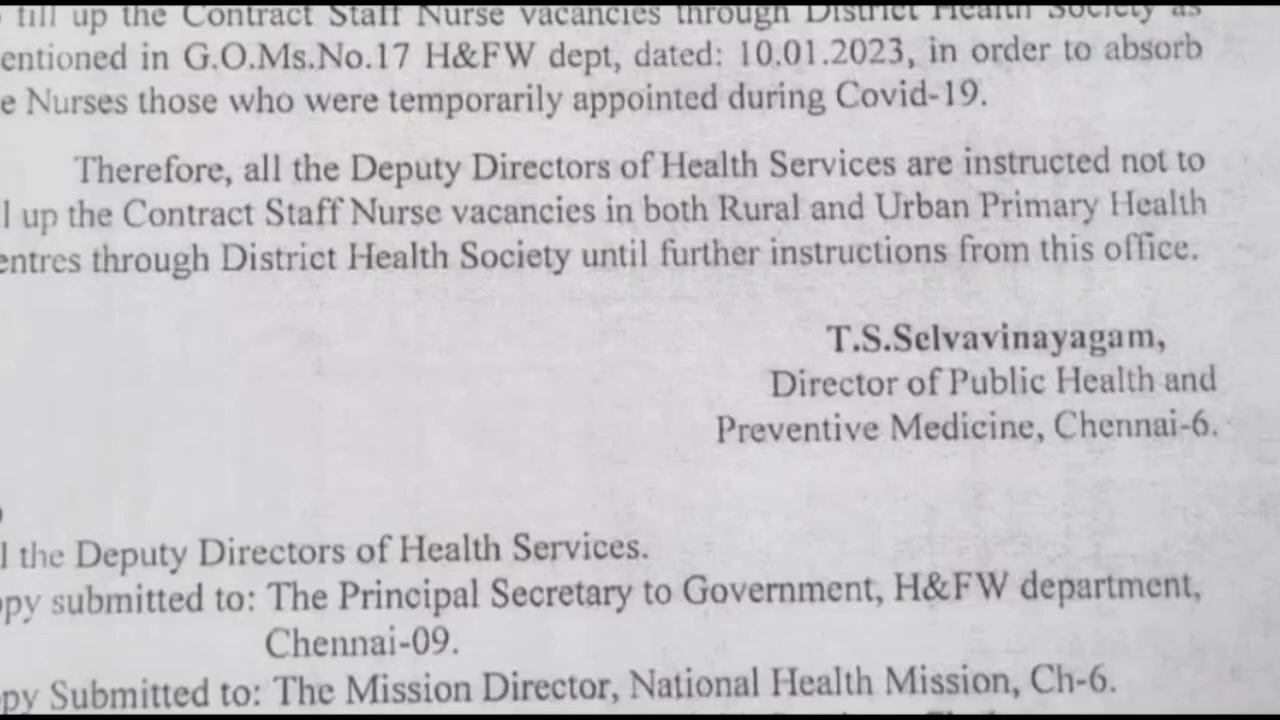 fill up the Contract Staff Nurse vacancies through District Health Society as
entioned in G.O.Ms.No.17 H&FW dept, dated: 10.01.2023, in order to absorb
e Nurses those who were temporarily appointed during Covid-19.
Therefore, all the Deputy Directors of Health Services are instructed not to
l up the Contract Staff Nurse vacancies in both Rural and Urban Primary Health
entres through District Health Society until further instructions from this office.
T.S.Selvavinayagam,
Director of Public Health and
Preventive Medicine, Chennai-6.
l the Deputy Directors of Health Services.
opy submitted to: The Principal Secretary to Government, H&FW department,
Chennai-09.
opy Submitted to: The Mission Director, National Health Mission, Ch-6.